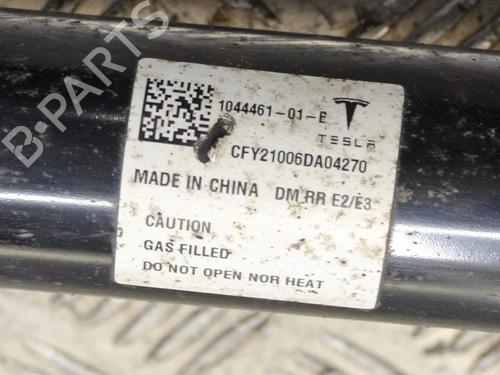 B-PARTS
1044461-01-E
TESLA
CFY21006DA04270
MADE IN CHINA DM,RR E2/E3
CAUTION
GAS FILLED
DO NOT OPEN NOR HEAT